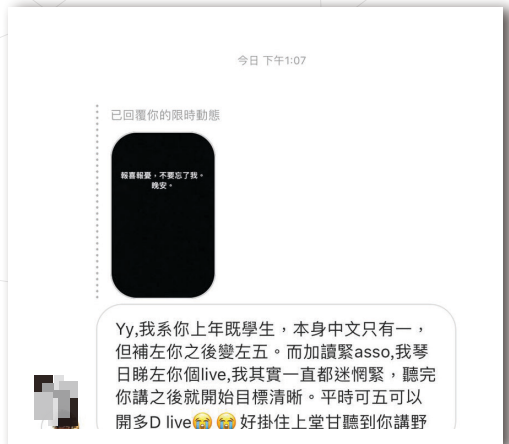 今日 下午1:07
已回覆你的限時動態
報喜報憂，不要忘了我。
晚安。
Yy,我系你上年既學生，本身中文只有一，
但補左你之後變左五。而加讀緊asso,我琴
日睇左你個live,我其實一直都迷惘緊，聽完
你講之後就開始目標清晰。平時可五可以
開多D live😭😭 好掛住上堂甘聽到你講野